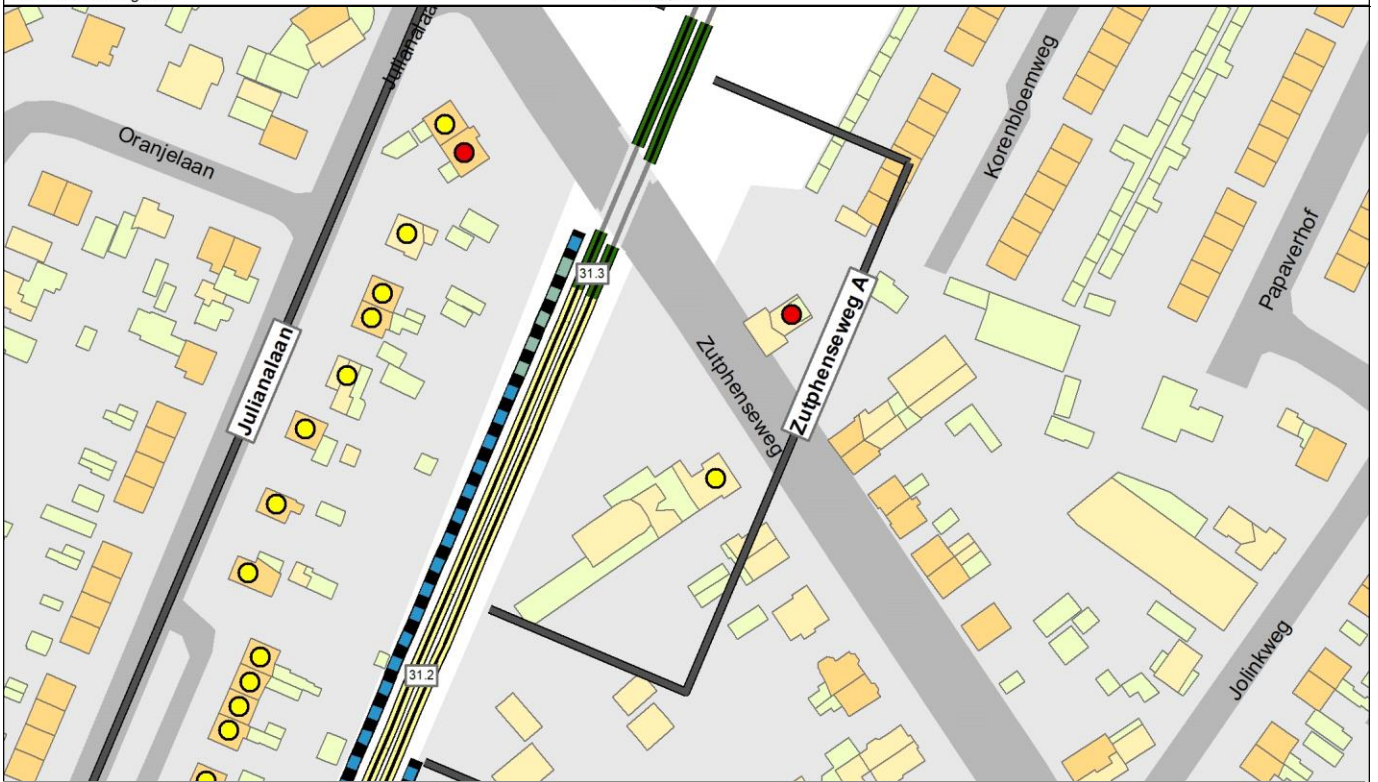 Julianalaan
Korenbloemweg
Oranjelaan
Papaverhof
31.3
Zutphenseweg A
Julianalaan
Zutphenseweg
31.2
Jolinkweg